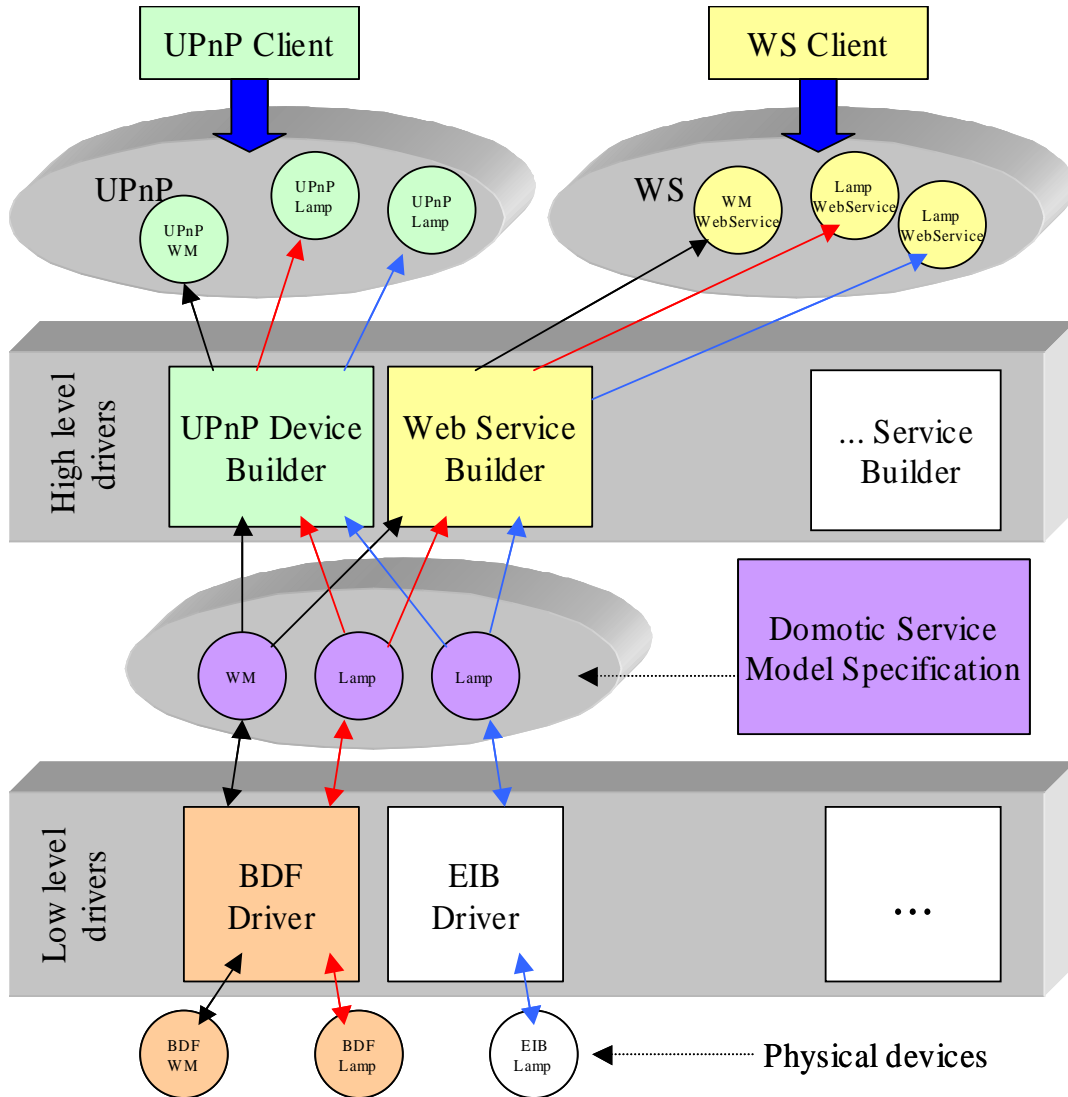 UPnP Client
WS Client
UPnP
UPnP
WM
UPnP
Lamp
UPnP
Lamp
WS
WM
WebService
Lamp
WebService
Lamp
WebService
High level
drivers
UPnP Device
Builder
Web Service
Builder
... Service
Builder
WM
Lamp
Lamp
Domotic Service
Model Specification
Low level
drivers
BDF
Driver
EIB
Driver
...
BDF
WM
BDF
Lamp
EIB
Lamp
Physical devices